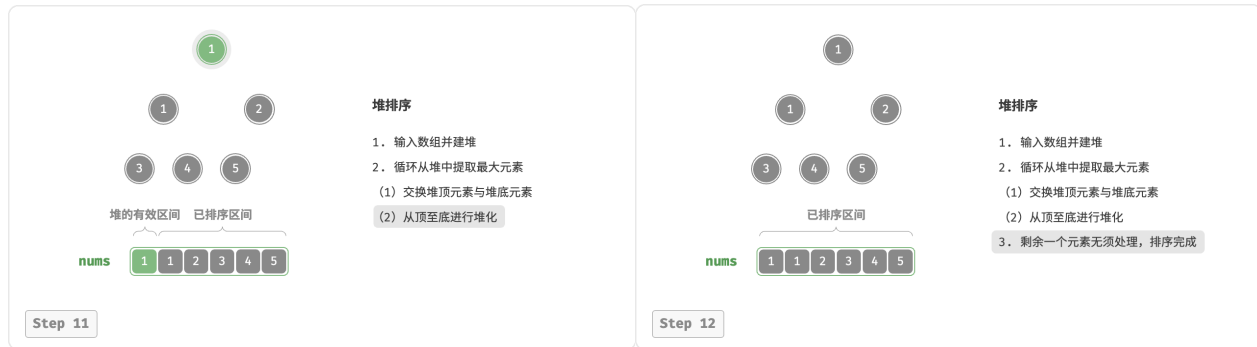 1
1 2
3 4 5
堆的有效区间 已排序区间
nums 1 1 2 3 4 5
堆排序
1. 输入数组并建堆
2. 循环从堆中提取最大元素
（1）交换堆顶元素与堆底元素
（2）从顶至底进行堆化
Step 11
1
1 2
3 4 5
已排序区间
nums 1 1 2 3 4 5
堆排序
1. 输入数组并建堆
2. 循环从堆中提取最大元素
（1）交换堆顶元素与堆底元素
（2）从顶至底进行堆化
3. 剩余一个元素无须处理，排序完成
Step 12